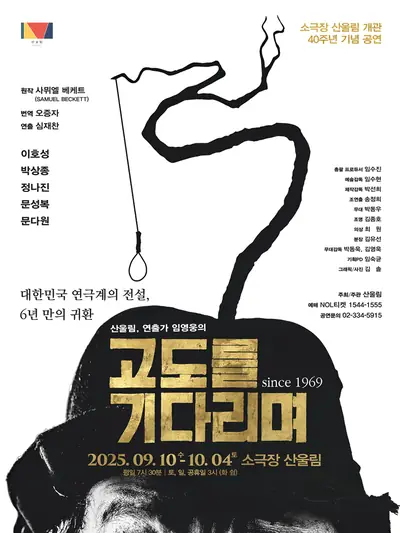 산울림
소극장 산울림 개관
40주년 기념 공연
원작 사뮈엘 베케트
(SAMUEL BECKETT)
번역 오증자
연출 심재찬
이호성
박상종
정나진
문성복
문다원
총괄 프로듀서 임수진
예술감독 임수현
제작감독 박선희
조연출 송정희
무대 박동우
조명 김종호
의상 최 원
분장 김유선
무대감독 박동욱, 김영욱
기획PD 임숙균
그래픽/사진 김 솔
주최/주관 산울림
예매 NOL티켓 1544-1555
공연문의 02-334-5915
대한민국 연극계의 전설,
6년 만의 귀환
산울림, 연출가 임영웅의
고도를
기다리며
since 1969
2025. 09. 10 수 - 10. 04 토 소극장 산울림
평일 7시 30분 | 토, 일, 공휴일 3시 (화 쉼)